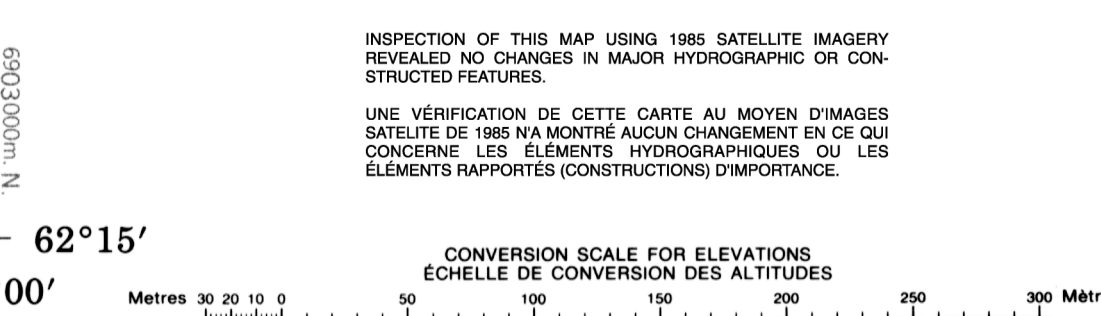 6903000m. N.
INSPECTION OF THIS MAP USING 1985 SATELLITE IMAGERY
REVEALED NO CHANGES IN MAJOR HYDROGRAPHIC OR CON-
STRUCTED FEATURES.
UNE VÉRIFICATION DE CETTE CARTE AU MOYEN D'IMAGES
SATELITE DE 1985 N'A MONTRÉ AUCUN CHANGEMENT EN CE QUI
CONCERNE LES ÉLÉMENTS HYDROGRAPHIQUES OU LES
ÉLÉMENTS RAPPORTÉS (CONSTRUCTIONS) D'IMPORTANCE.
62°15′
00′
CONVERSION SCALE FOR ELEVATIONS
ÉCHELLE DE CONVERSION DES ALTITUDES
Metres 30 20 10 0 50 100 150 200 250 300 Mètr